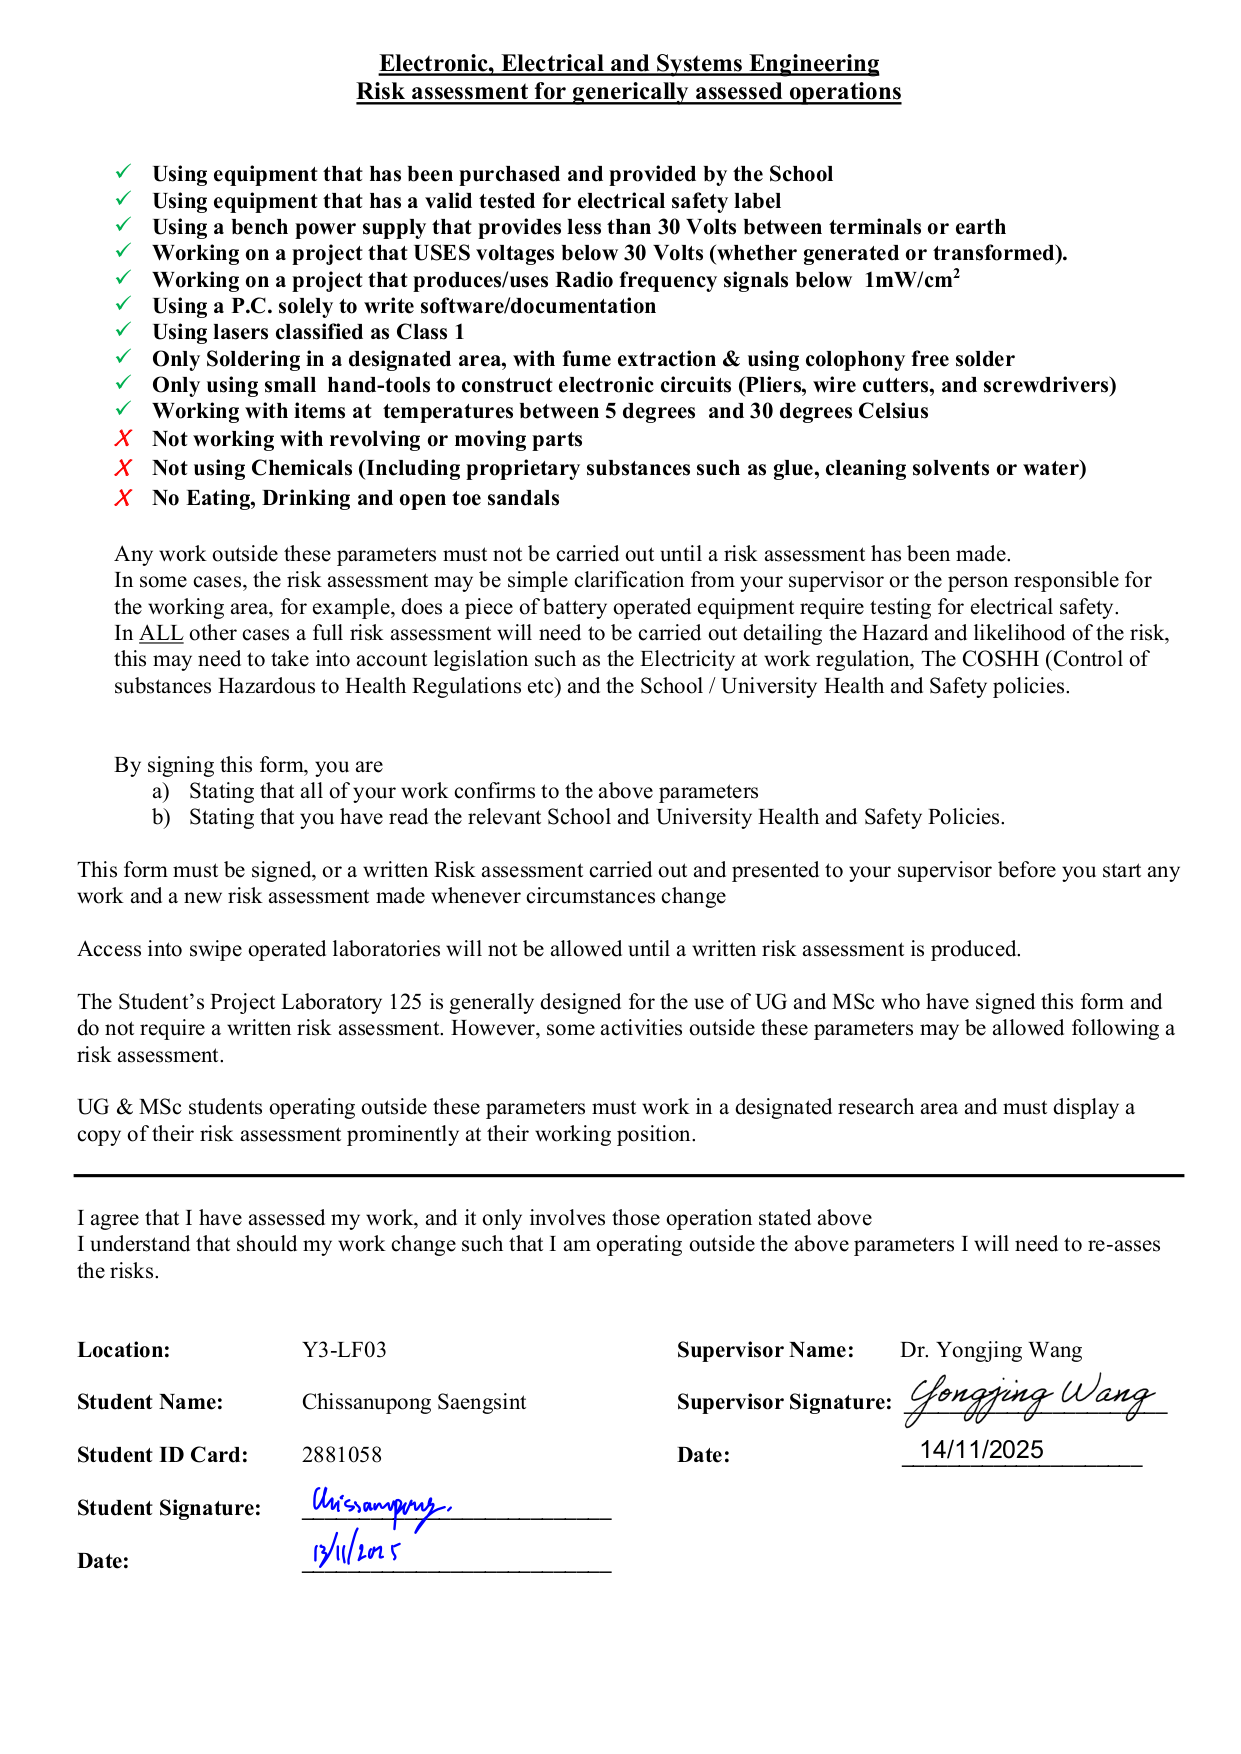 Electronic, Electrical and Systems Engineering
Risk assessment for generically assessed operations
✓ Using equipment that has been purchased and provided by the School
✓ Using equipment that has a valid tested for electrical safety label
✓ Using a bench power supply that provides less than 30 Volts between terminals or earth
✓ Working on a project that USES voltages below 30 Volts (whether generated or transformed).
✓ Working on a project that produces/uses Radio frequency signals below 1mW/cm²
✓ Using a P.C. solely to write software/documentation
✓ Using lasers classified as Class 1
✓ Only Soldering in a designated area, with fume extraction & using colophony free solder
✓ Only using small hand-tools to construct electronic circuits (Pliers, wire cutters, and screwdrivers)
✓ Working with items at temperatures between 5 degrees and 30 degrees Celsius
X Not working with revolving or moving parts
X Not using Chemicals (Including proprietary substances such as glue, cleaning solvents or water)
X No Eating, Drinking and open toe sandals
Any work outside these parameters must not be carried out until a risk assessment has been made.
In some cases, the risk assessment may be simple clarification from your supervisor or the person responsible for
the working area, for example, does a piece of battery operated equipment require testing for electrical safety.
In ALL other cases a full risk assessment will need to be carried out detailing the Hazard and likelihood of the risk,
this may need to take into account legislation such as the Electricity at work regulation, The COSHH (Control of
substances Hazardous to Health Regulations etc) and the School / University Health and Safety policies.
By signing this form, you are
a) Stating that all of your work confirms to the above parameters
b) Stating that you have read the relevant School and University Health and Safety Policies.
This form must be signed, or a written Risk assessment carried out and presented to your supervisor before you start any
work and a new risk assessment made whenever circumstances change
Access into swipe operated laboratories will not be allowed until a written risk assessment is produced.
The Student's Project Laboratory 125 is generally designed for the use of UG and MSc who have signed this form and
do not require a written risk assessment. However, some activities outside these parameters may be allowed following a
risk assessment.
UG & MSc students operating outside these parameters must work in a designated research area and must display a
copy of their risk assessment prominently at their working position.
I agree that I have assessed my work, and it only involves those operation stated above
I understand that should my work change such that I am operating outside the above parameters I will need to re-asses
the risks.
Location: Y3-LF03 Supervisor Name: Dr. Yongjing Wang
Student Name: Chissanupong Saengsint Supervisor Signature: Yongjing Wang
Student ID Card: 2881058 Date: 14/11/2025
Student Signature: Chissanupong.
Date: 13/11/2025